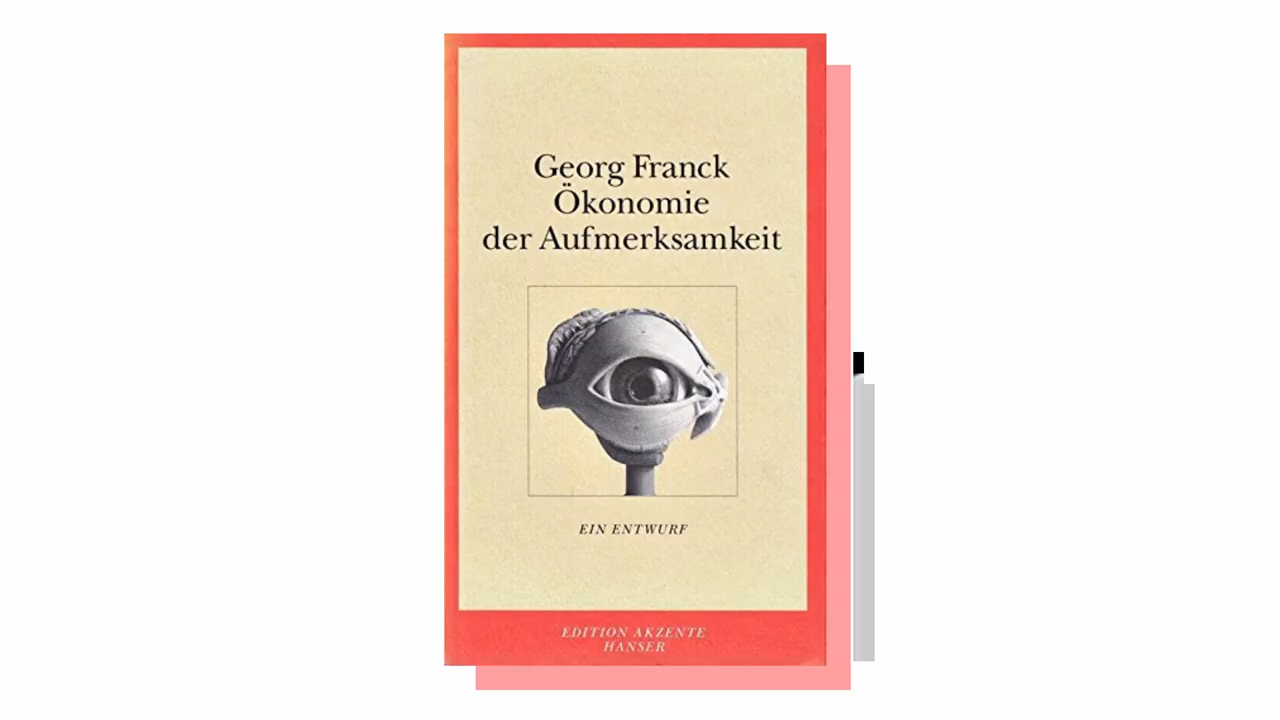 Georg Franck
Ökonomie
der Aufmerksamkeit
EIN ENTWURF
EDITION AKZENTE
HANSER